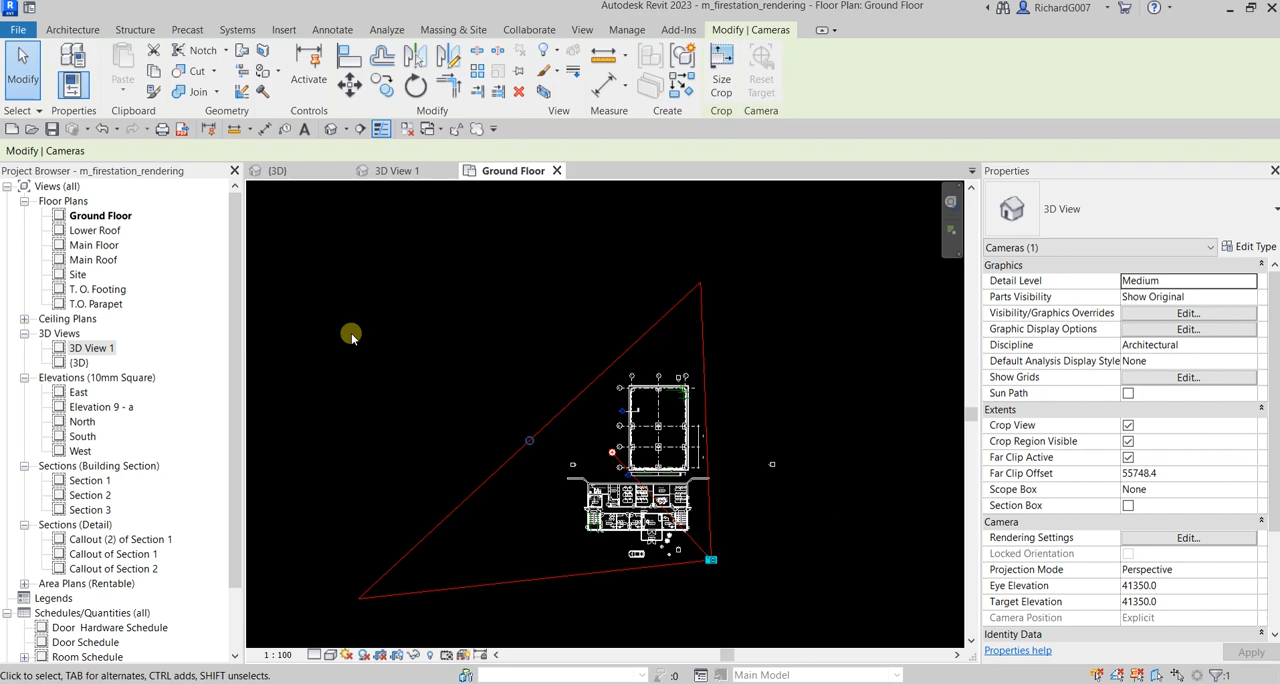 Autodesk Revit 2023 - m_firestation_rendering - Floor Plan: Ground Floor
RichardG007
File Architecture Structure Precast Systems Insert Annotate Analyze Massing & Site Collaborate View Manage Add-Ins Modify | Cameras
Modify
Paste
Notch
Cut
Join
Activate
Size Crop
Reset Target
Select Properties Clipboard Geometry Controls Modify View Measure Create Crop Camera
Modify | Cameras
Project Browser - m_firestation_rendering
{3D} 3D View 1 Ground Floor
Properties
Views (all)
Floor Plans
Ground Floor
Lower Roof
Main Floor
Main Roof
Site
T. O. Footing
T.O. Parapet
Ceiling Plans
3D Views
3D View 1
{3D}
Elevations (10mm Square)
East
Elevation 9 - a
North
South
West
Sections (Building Section)
Section 1
Section 2
Section 3
Sections (Detail)
Callout (2) of Section 1
Callout of Section 1
Callout of Section 2
Area Plans (Rentable)
Legends
Schedules/Quantities (all)
Door Hardware Schedule
Door Schedule
Room Schedule
3D View
Cameras (1) Edit Type
Graphics
Detail Level Medium
Parts Visibility Show Original
Visibility/Graphics Overrides Edit...
Graphic Display Options Edit...
Discipline Architectural
Default Analysis Display Style None
Show Grids Edit...
Sun Path
Extents
Crop View
Crop Region Visible
Far Clip Active
Far Clip Offset 55748.4
Scope Box None
Section Box
Camera
Rendering Settings Edit...
Locked Orientation
Projection Mode Perspective
Eye Elevation 41350.0
Target Elevation 41350.0
Camera Position Explicit
Identity Data
Properties help Apply
1 : 100
Click to select, TAB for alternates, CTRL adds, SHIFT unselects.
:0
Main Model
:1